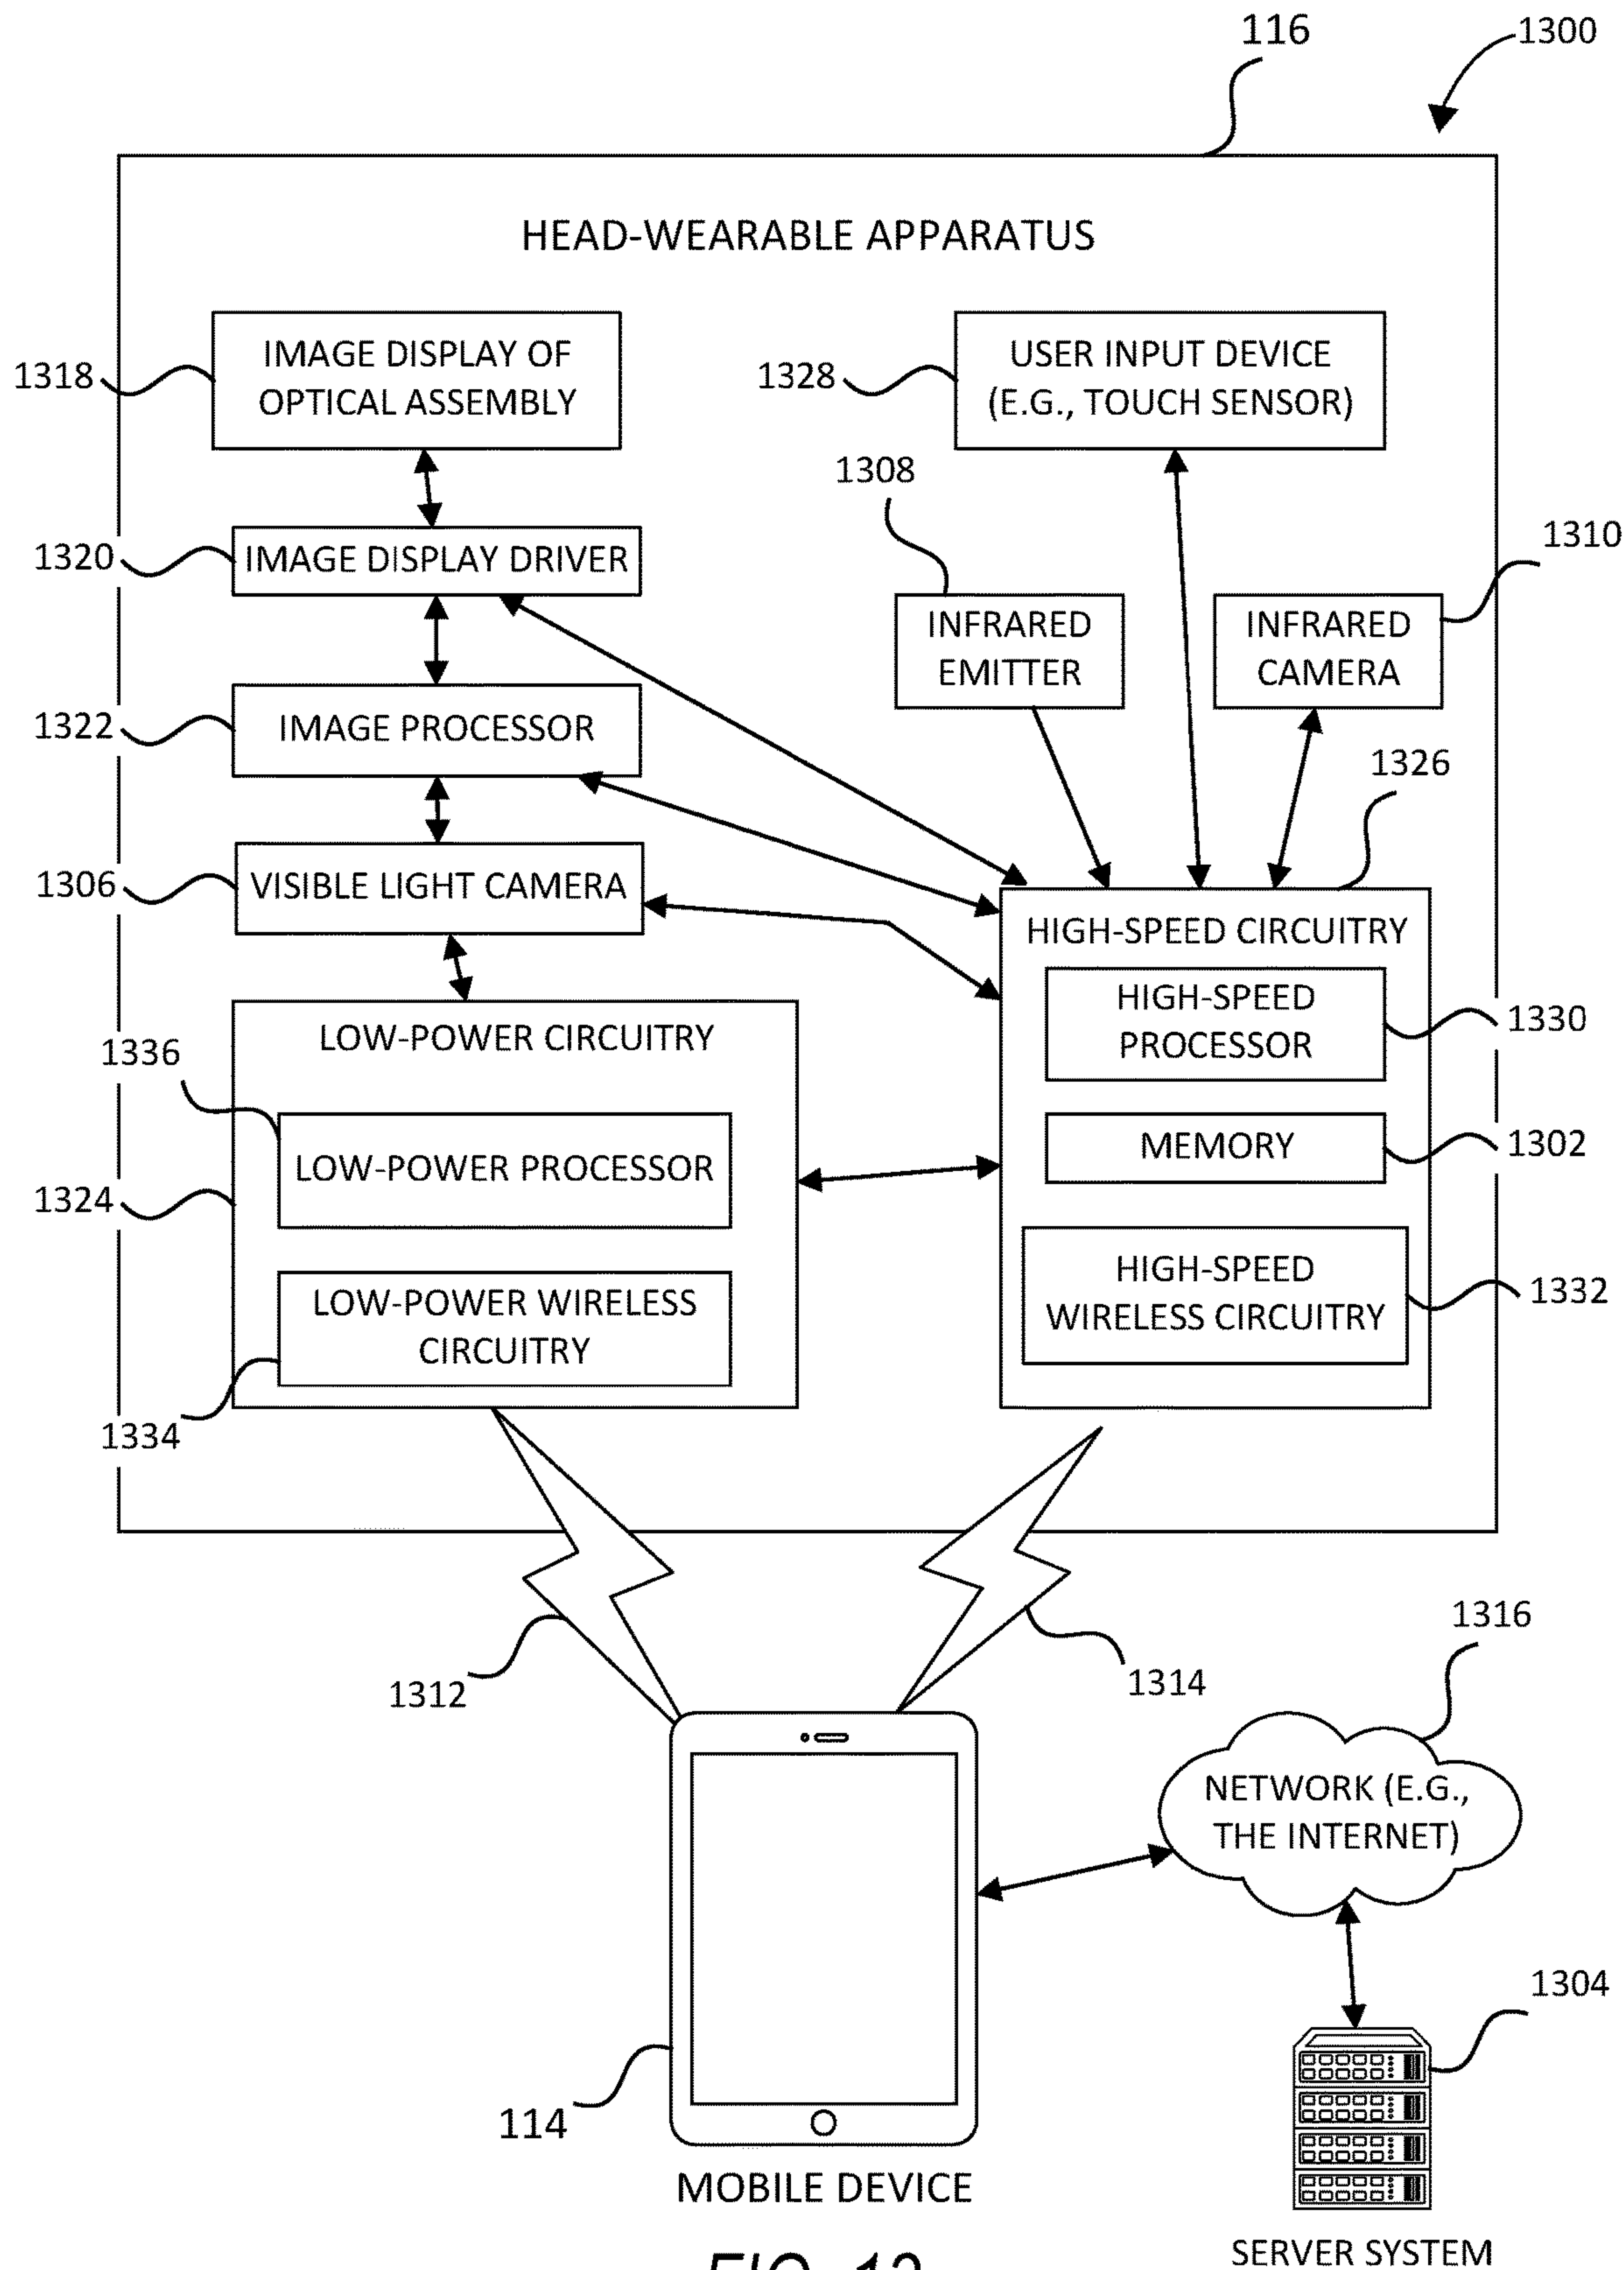 116
1300
HEAD-WEARABLE APPARATUS
1318
IMAGE DISPLAY OF
OPTICAL ASSEMBLY
1328
USER INPUT DEVICE
(E.G., TOUCH SENSOR)
1308
1310
1320
IMAGE DISPLAY DRIVER
INFRARED
EMITTER
INFRARED
CAMERA
1322
IMAGE PROCESSOR
1326
1306
VISIBLE LIGHT CAMERA
HIGH-SPEED CIRCUITRY
HIGH-SPEED
PROCESSOR
1330
MEMORY
1302
HIGH-SPEED
WIRELESS CIRCUITRY
1332
LOW-POWER CIRCUITRY
1336
LOW-POWER PROCESSOR
1324
LOW-POWER WIRELESS
CIRCUITRY
1334
1312
1314
1316
NETWORK (E.G.,
THE INTERNET)
1304
114
MOBILE DEVICE
SERVER SYSTEM
FIG. 13